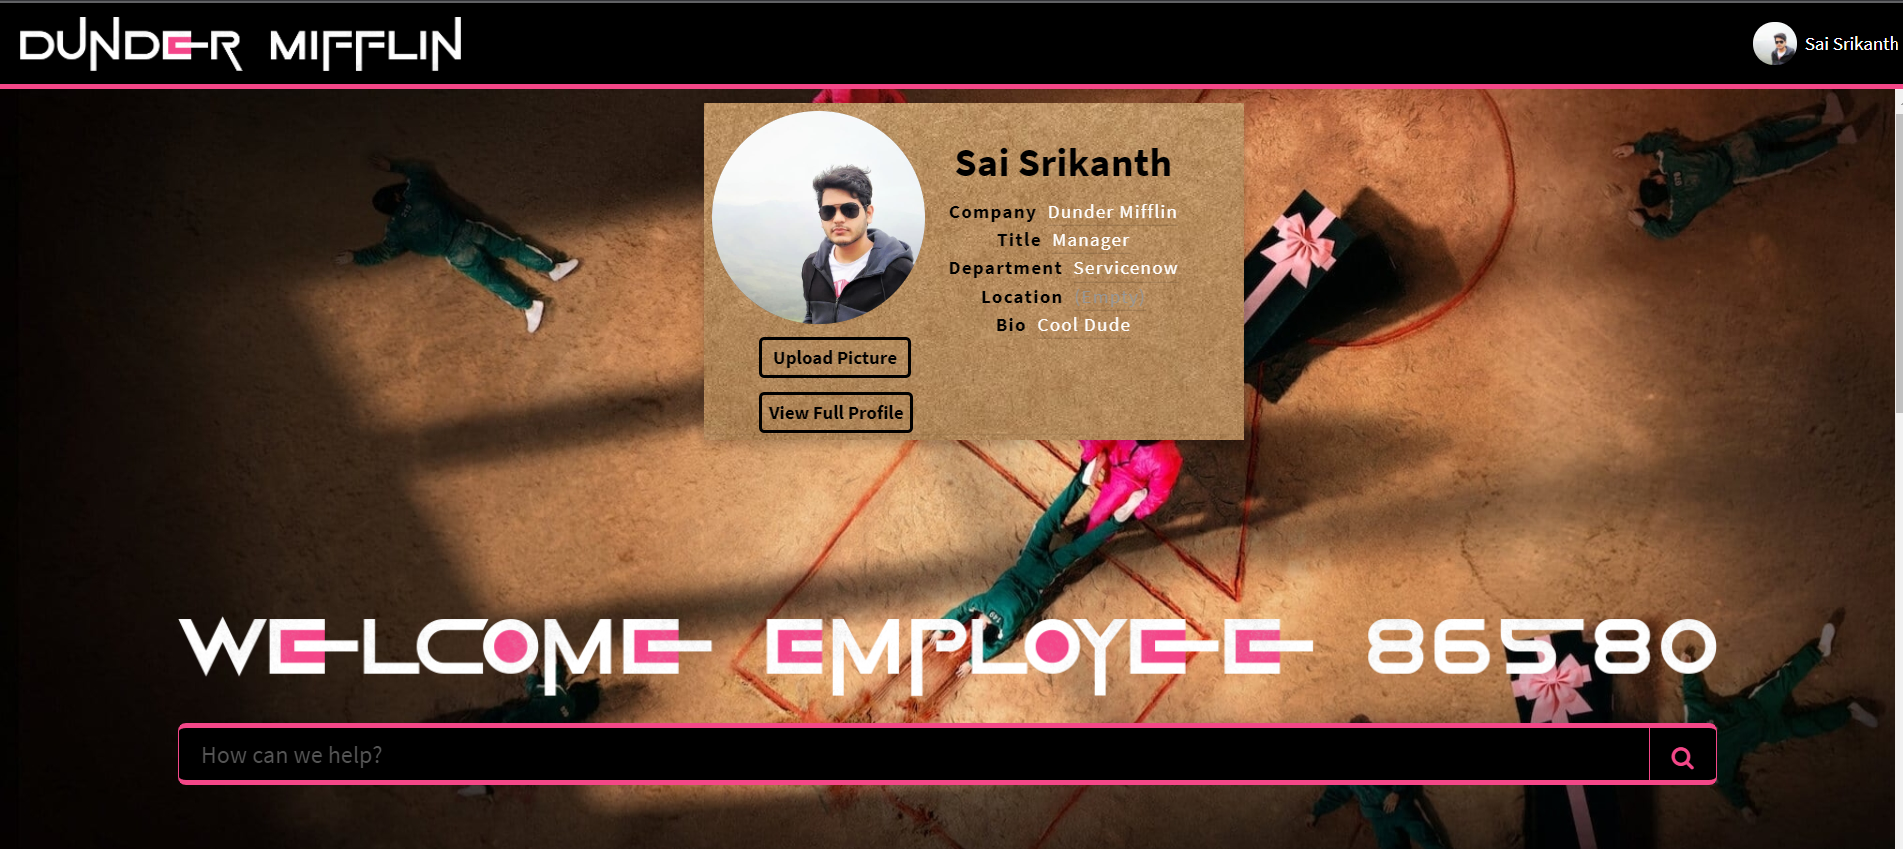 DUNDER MIFFLIN
Sai Srikanth
Sai Srikanth
Company Dunder Mifflin
Title Manager
Department Servicenow
Location (Empty)
Bio Cool Dude
Upload Picture
View Full Profile
WELCOME EMPLOYEE 86580
How can we help?